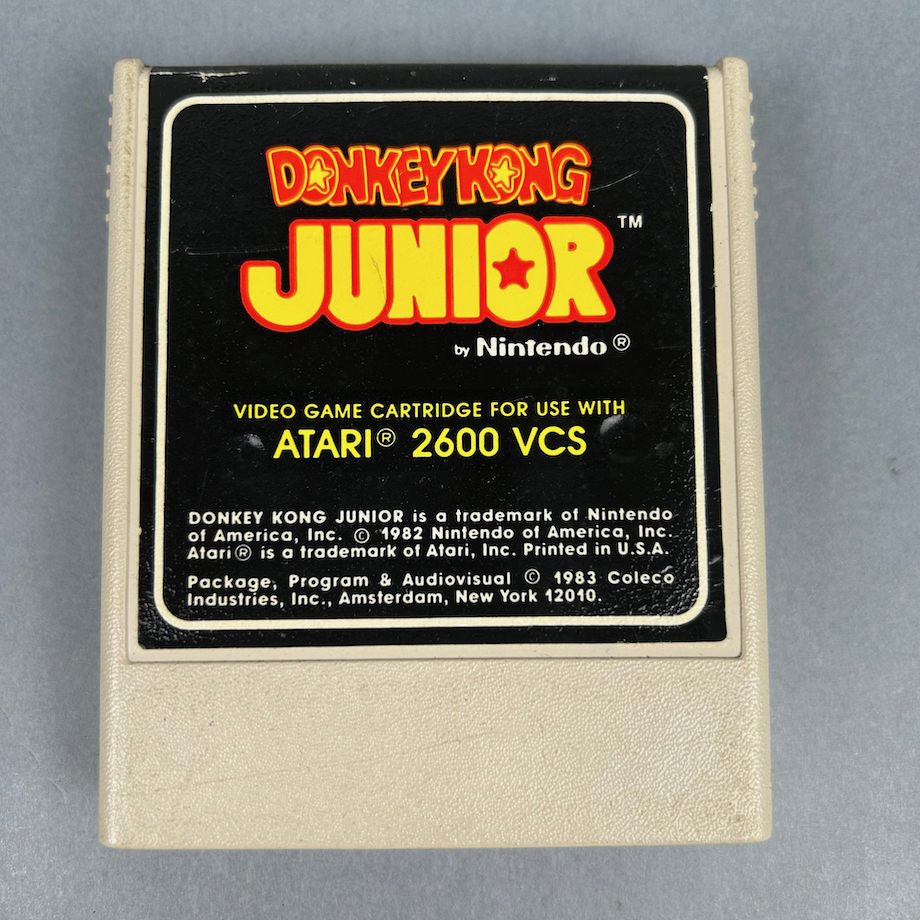 DONKEY KONG
JUNIOR ™
by Nintendo ®
VIDEO GAME CARTRIDGE FOR USE WITH
ATARI® 2600 VCS
DONKEY KONG JUNIOR is a trademark of Nintendo
of America, Inc. © 1982 Nintendo of America, Inc.
Atari® is a trademark of Atari, Inc. Printed in U.S.A.
Package, Program & Audiovisual © 1983 Coleco
Industries, Inc., Amsterdam, New York 12010.